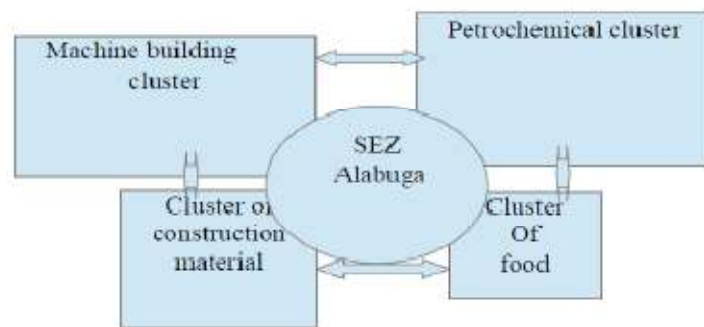 Machine building
cluster
Petrochemical cluster
SEZ
Alabuga
Cluster of
construction
material
Cluster
Of
food